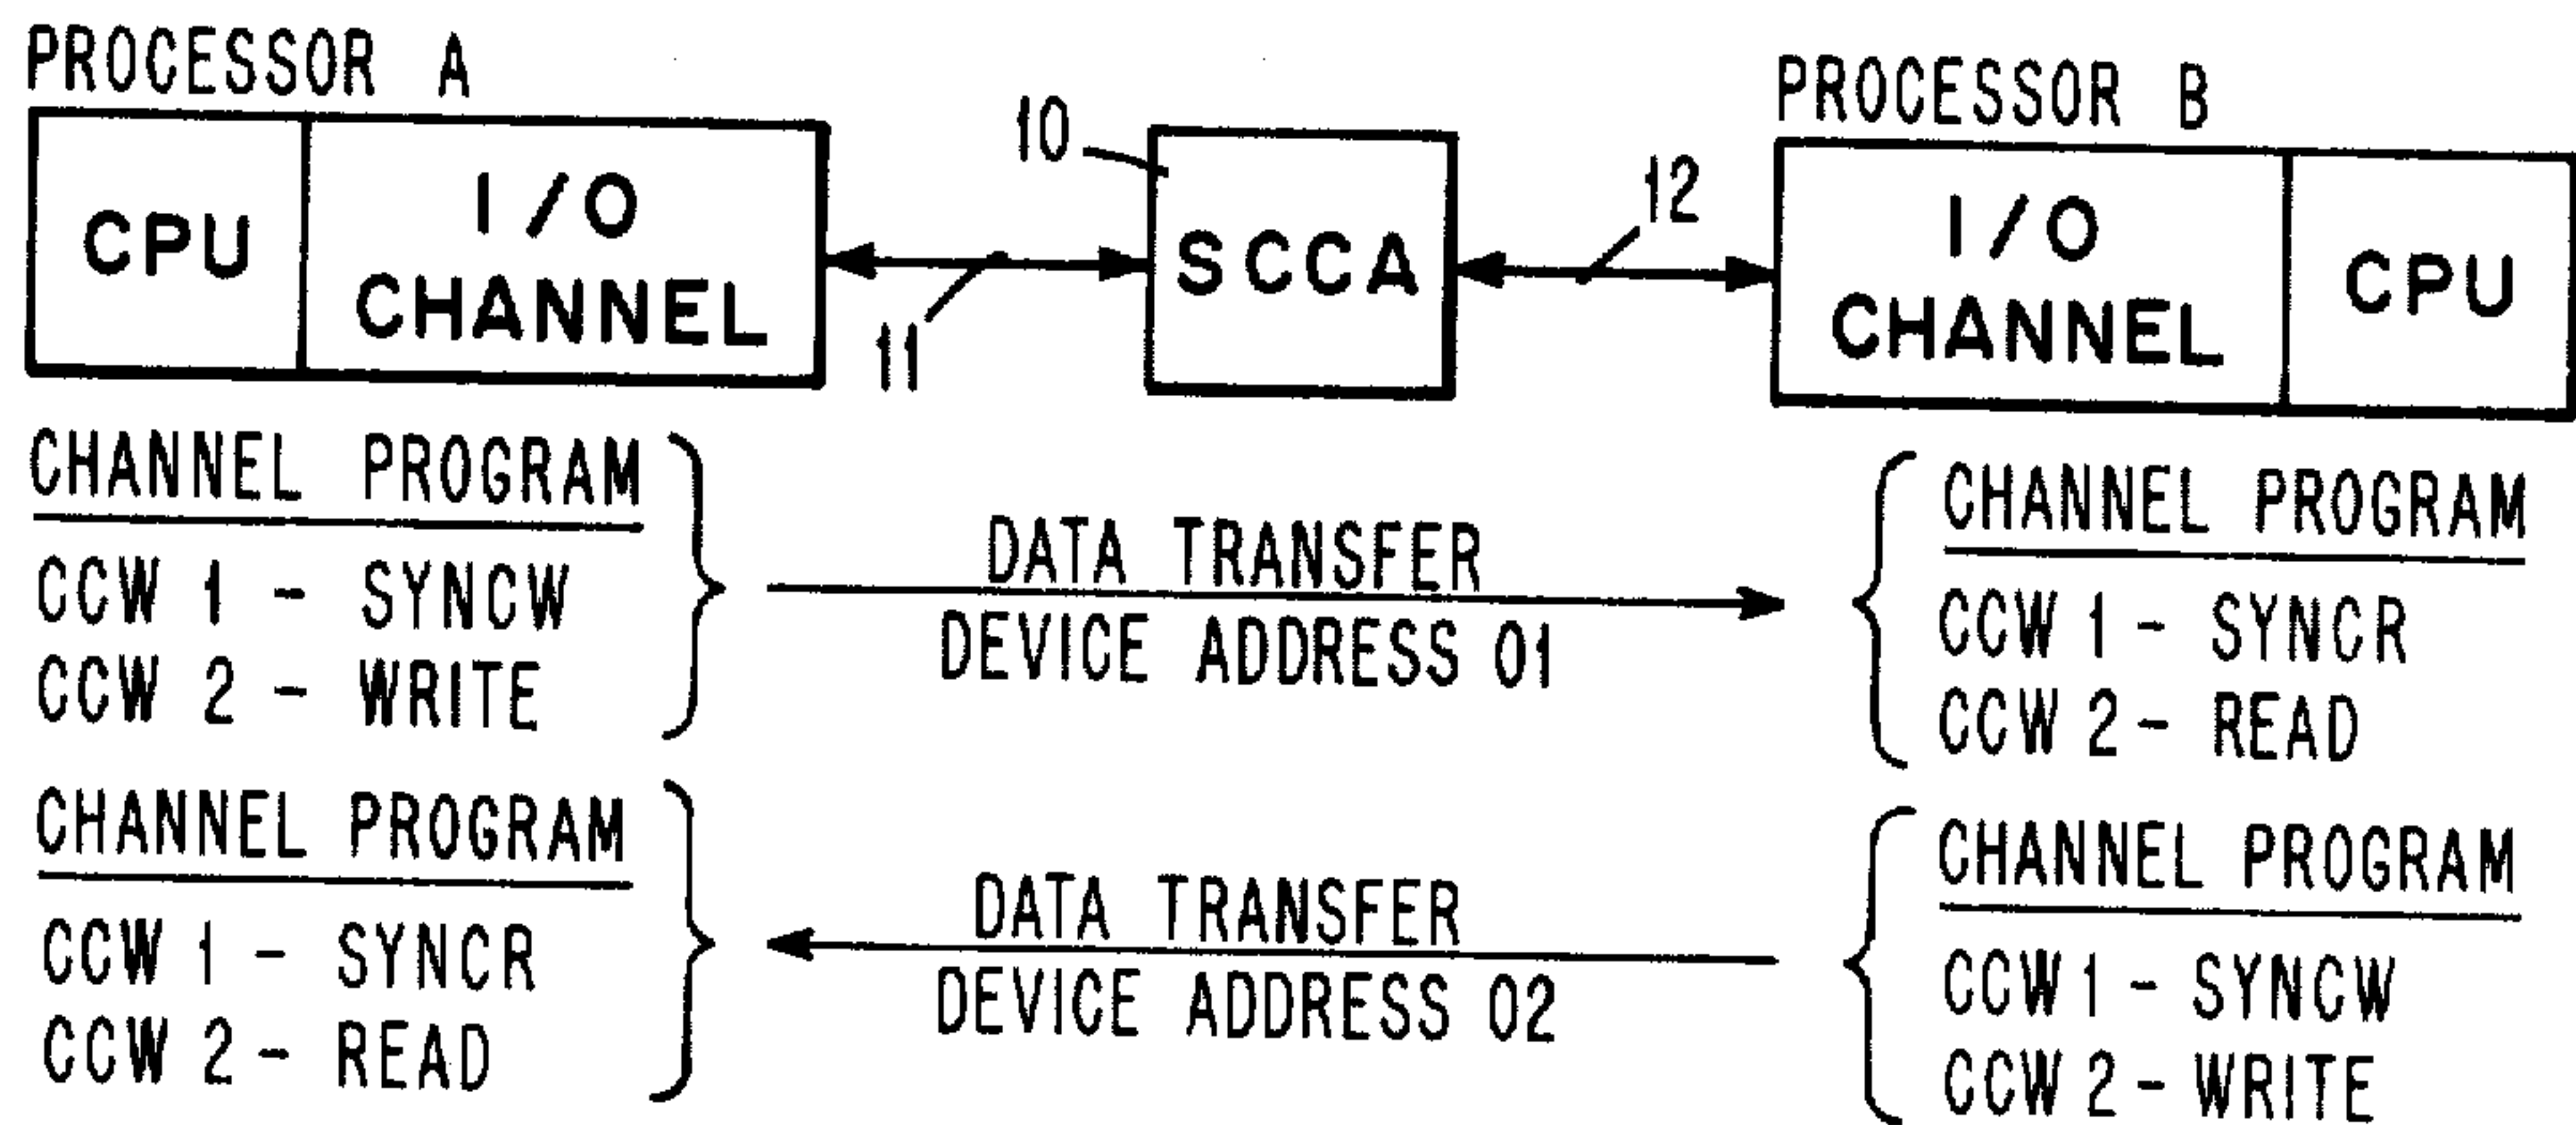 PROCESSOR A
CPU
I/O
CHANNEL
11
10
SCCA
12
PROCESSOR B
I/O
CHANNEL
CPU
CHANNEL PROGRAM
CCW 1 - SYNCW
CCW 2 - WRITE
DATA TRANSFER
DEVICE ADDRESS 01
CHANNEL PROGRAM
CCW 1 - SYNCR
CCW 2 - READ
CHANNEL PROGRAM
CCW 1 - SYNCR
CCW 2 - READ
DATA TRANSFER
DEVICE ADDRESS 02
CHANNEL PROGRAM
CCW 1 - SYNCW
CCW 2 - WRITE